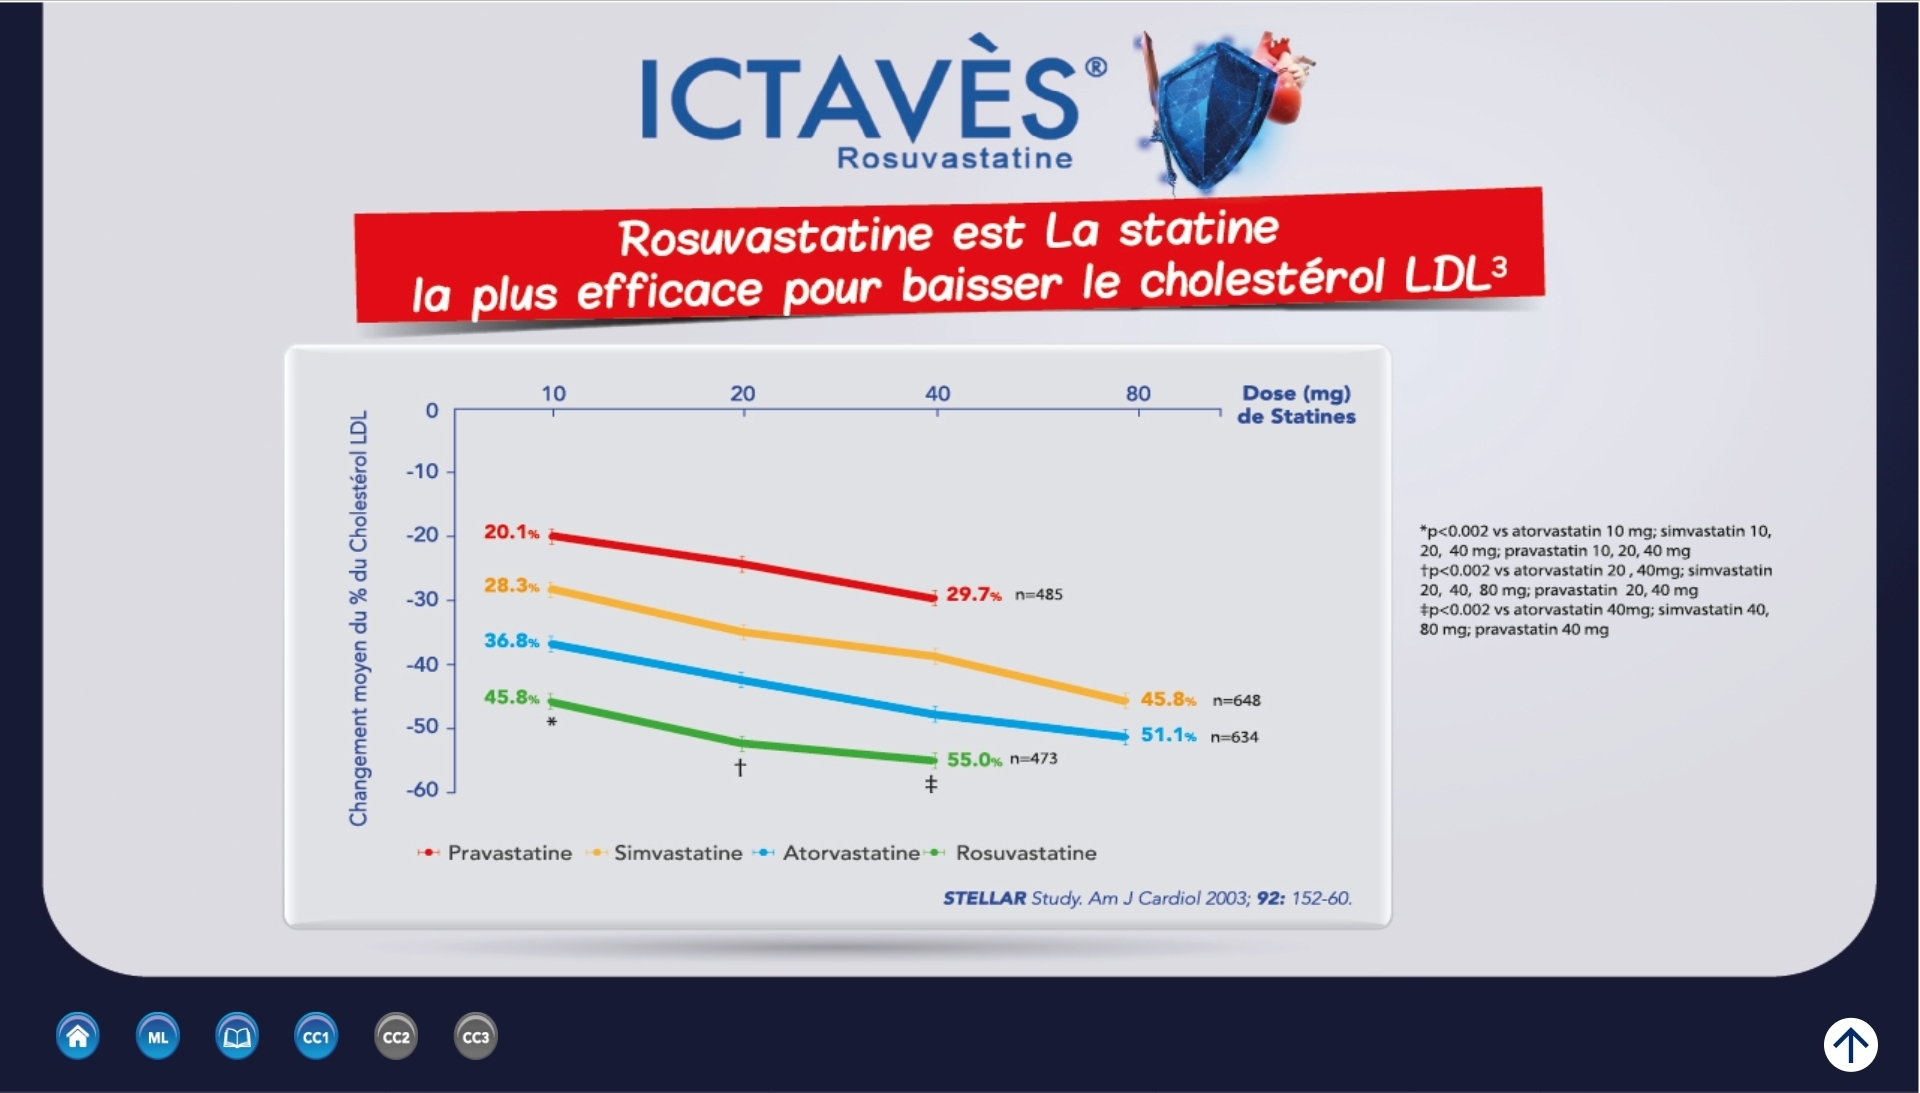 ICTAVÈS®
Rosuvastatine
Rosuvastatine est La statine
la plus efficace pour baisser le cholestérol LDL³
10 20 40 80 Dose (mg)
de Statines
Changement moyen du % du Cholestérol LDL
0
-10
-20
-30
-40
-50
-60
20.1%
28.3%
36.8%
45.8%
*
†
‡
29.7% n=485
45.8% n=648
51.1% n=634
55.0% n=473
Pravastatine Simvastatine Atorvastatine Rosuvastatine
STELLAR Study. Am J Cardiol 2003; 92: 152-60.
*p<0.002 vs atorvastatin 10 mg; simvastatin 10,
20, 40 mg; pravastatin 10, 20, 40 mg
†p<0.002 vs atorvastatin 20 , 40mg; simvastatin
20, 40, 80 mg; pravastatin 20, 40 mg
‡p<0.002 vs atorvastatin 40mg; simvastatin 40,
80 mg; pravastatin 40 mg
ML CC1 CC2 CC3